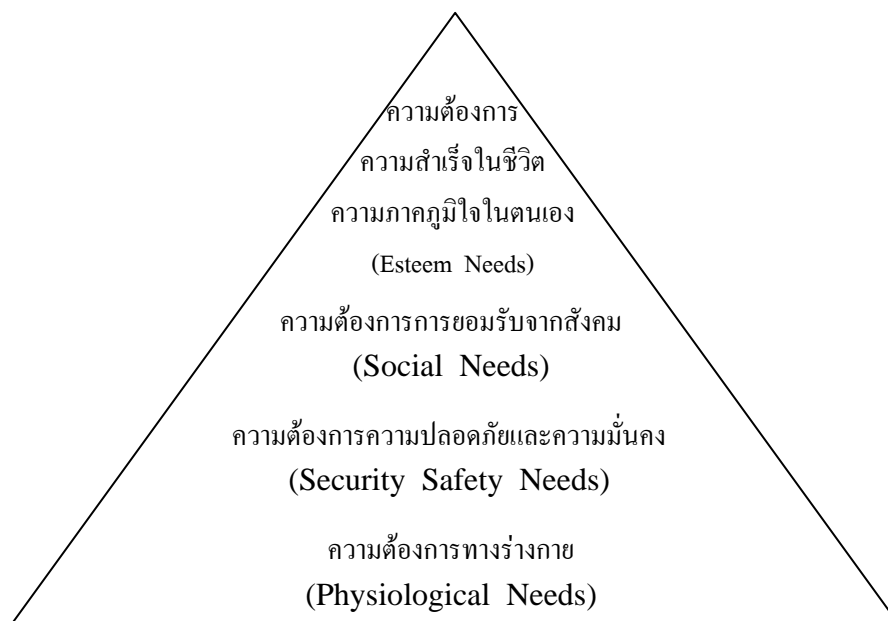 ความต้องการ
ความสำเร็จในชีวิต
ความภาคภูมิใจในตนเอง
(Esteem Needs)
ความต้องการการยอมรับจากสังคม
(Social Needs)
ความต้องการความปลอดภัยและความมั่นคง
(Security Safety Needs)
ความต้องการทางร่างกาย
(Physiological Needs)